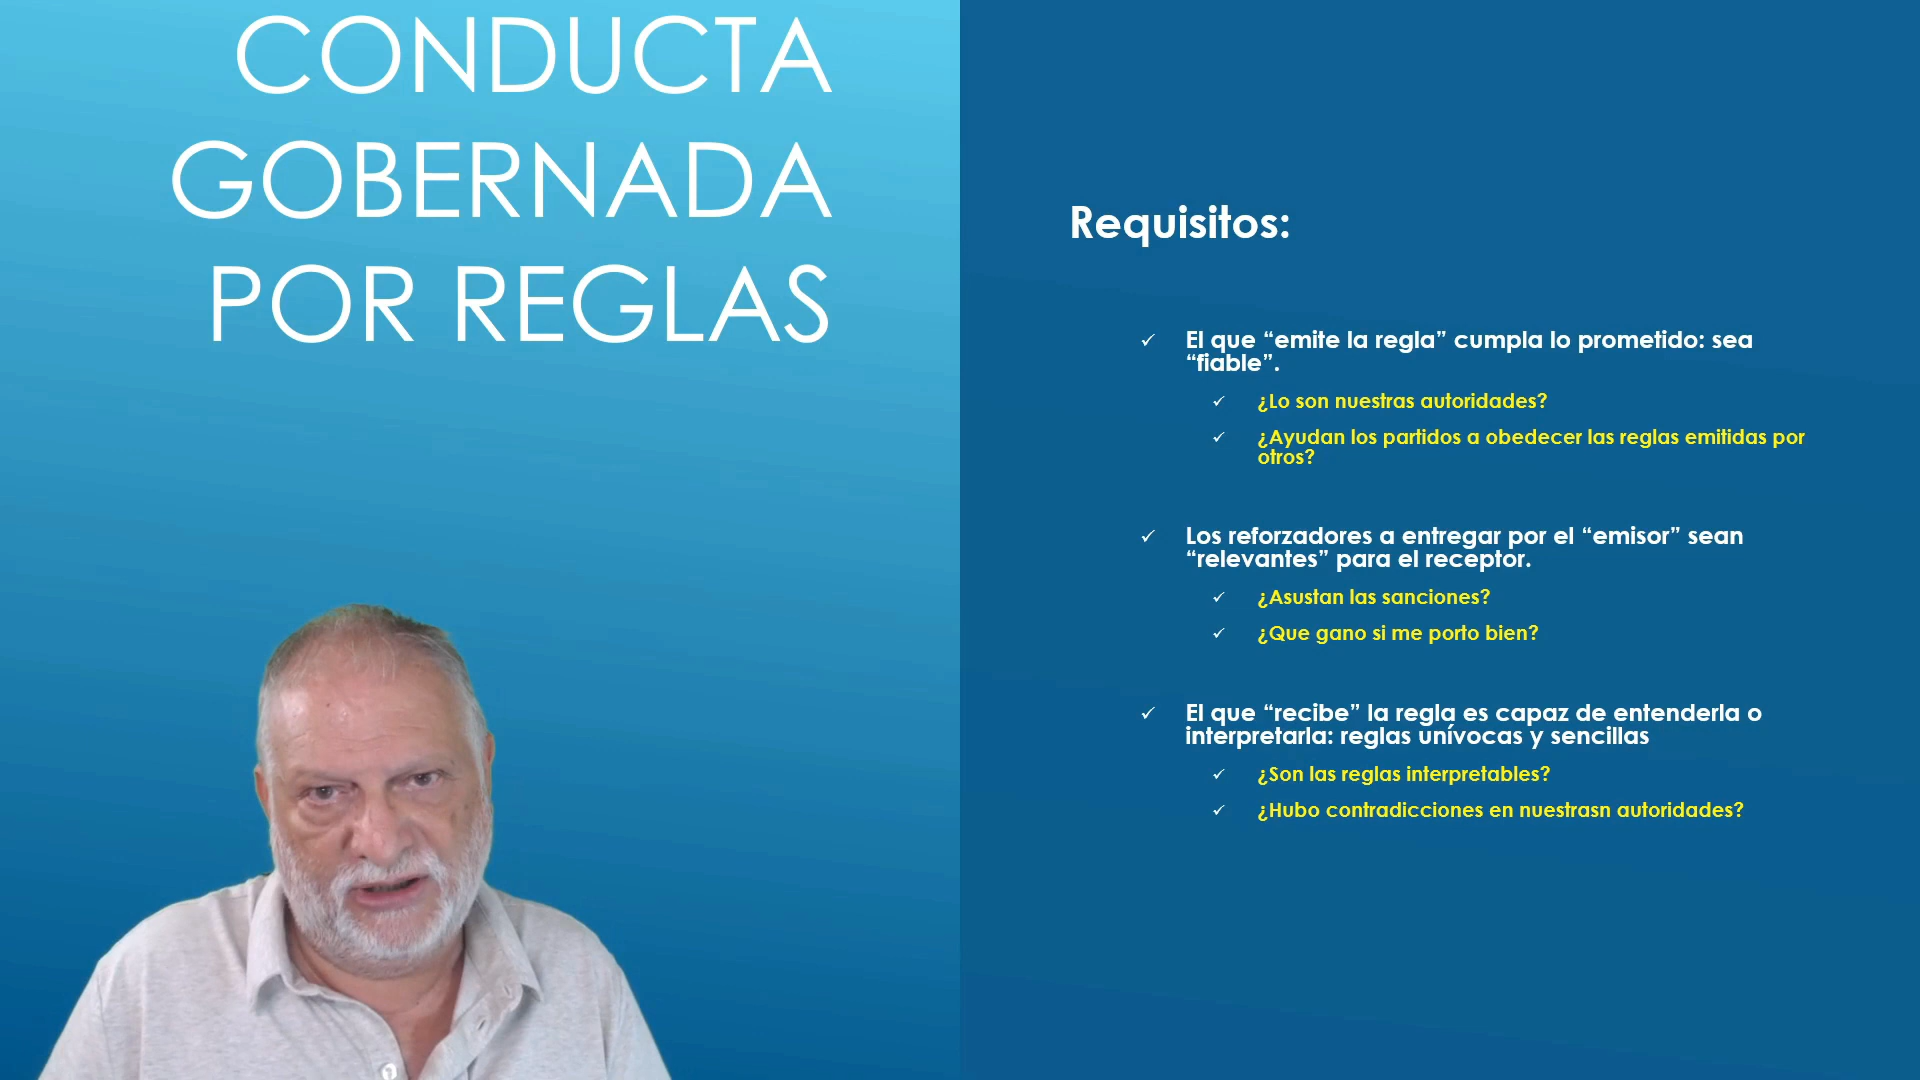 CONDUCTA
GOBERNADA
POR REGLAS
Requisitos:
El que “emite la regla” cumpla lo prometido: sea
“fiable”.
¿Lo son nuestras autoridades?
¿Ayudan los partidos a obedecer las reglas emitidas por
otros?
Los reforzadores a entregar por el “emisor” sean
“relevantes” para el receptor.
¿Asustan las sanciones?
¿Que gano si me porto bien?
El que “recibe” la regla es capaz de entenderla o
interpretarla: reglas unívocas y sencillas
¿Son las reglas interpretables?
¿Hubo contradicciones en nuestrasn autoridades?